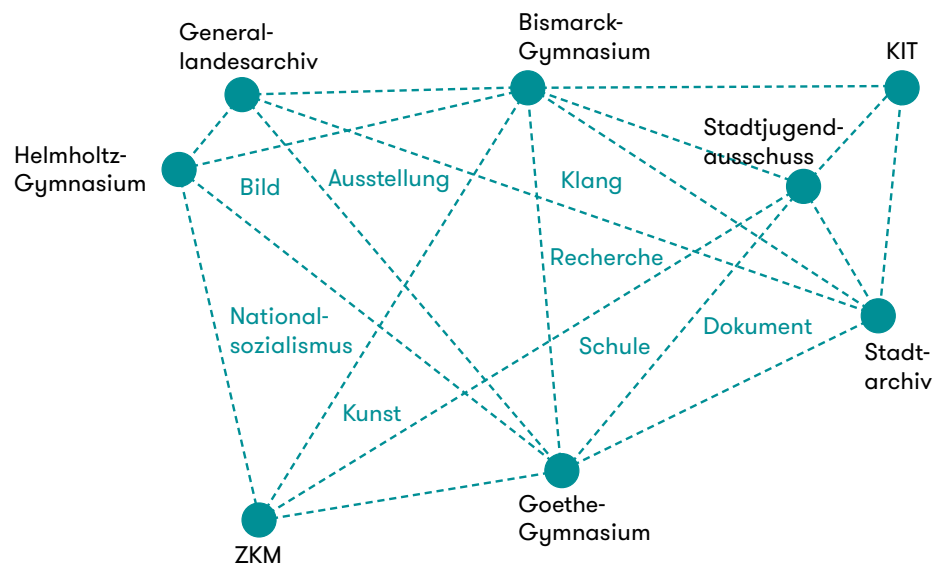 General-
landesarchiv
Bismarck-
Gymnasium
KIT
Stadtjugend-
ausschuss
Helmholtz-
Gymnasium
Bild
Ausstellung
Klang
Recherche
National-
sozialismus
Schule
Dokument
Stadt-
archiv
Kunst
Goethe-
Gymnasium
ZKM